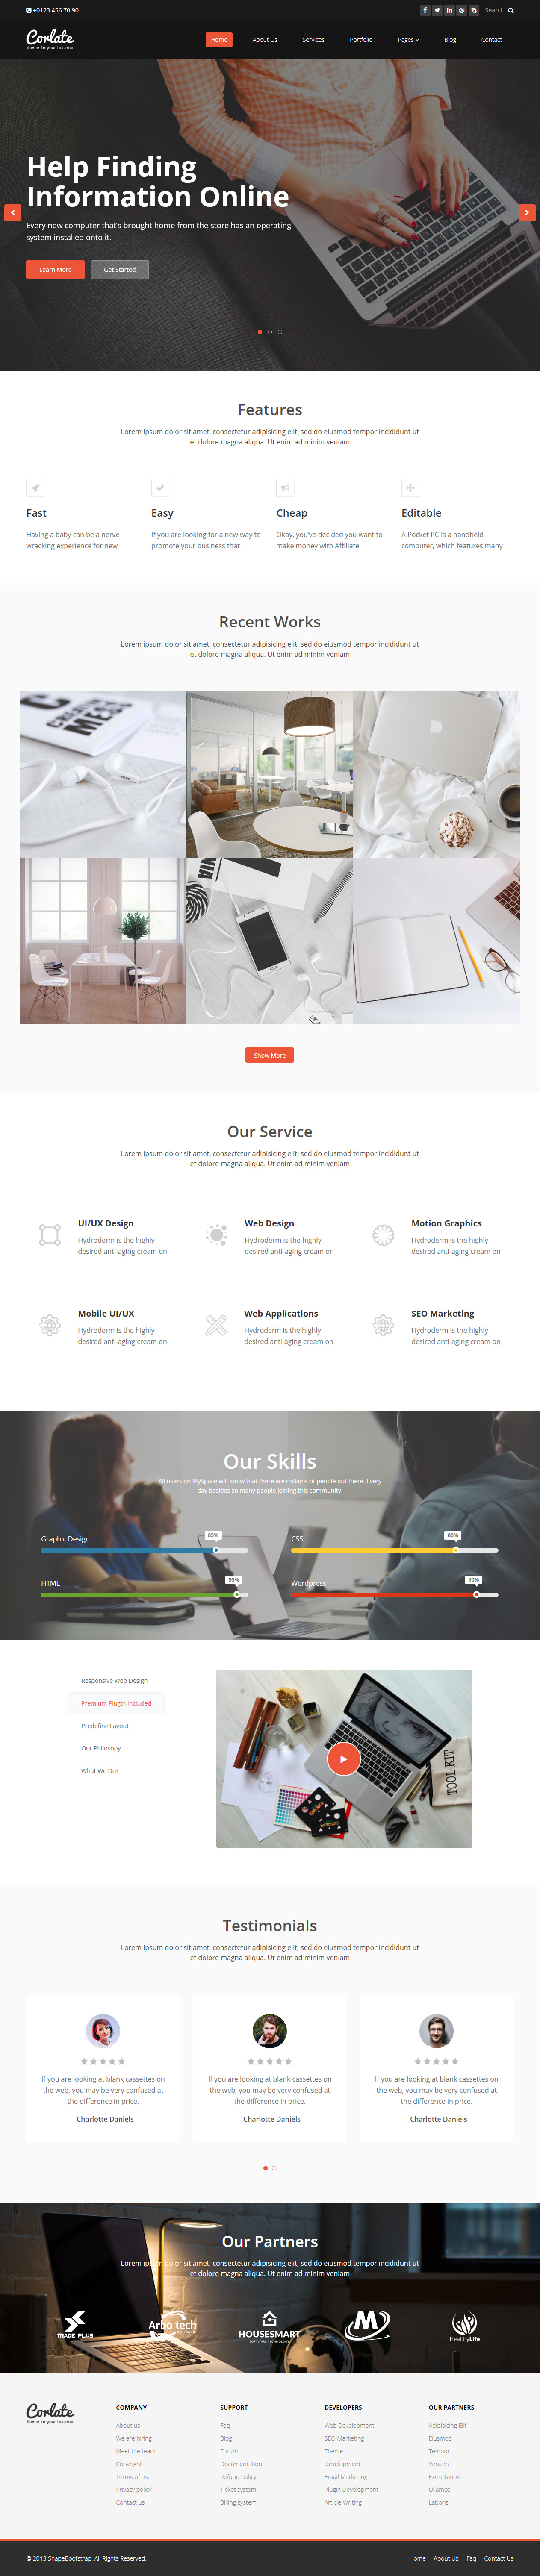 +0123 456 70 90
Search
Corlate
theme for your business
Home
About Us
Services
Portfolio
Pages
Blog
Contact
Help Finding
Information Online
Every new computer that's brought home from the store has an operating
system installed onto it.
Learn More
Get Started
Features
Lorem ipsum dolor sit amet, consectetur adipisicing elit, sed do eiusmod tempor incididunt ut
et dolore magna aliqua. Ut enim ad minim veniam
Fast
Having a baby can be a nerve
wracking experience for new
Easy
If you are looking for a new way to
promote your business that
Cheap
Okay, you've decided you want to
make money with Affiliate
Editable
A Pocket PC is a handheld
computer, which features many
Recent Works
Lorem ipsum dolor sit amet, consectetur adipisicing elit, sed do eiusmod tempor incididunt ut
et dolore magna aliqua. Ut enim ad minim veniam
Show More
Our Service
Lorem ipsum dolor sit amet, consectetur adipisicing elit, sed do eiusmod tempor incididunt ut
et dolore magna aliqua. Ut enim ad minim veniam
UI/UX Design
Hydroderm is the highly
desired anti-aging cream on
Web Design
Hydroderm is the highly
desired anti-aging cream on
Motion Graphics
Hydroderm is the highly
desired anti-aging cream on
Mobile UI/UX
Hydroderm is the highly
desired anti-aging cream on
Web Applications
Hydroderm is the highly
desired anti-aging cream on
SEO Marketing
Hydroderm is the highly
desired anti-aging cream on
Our Skills
All users on MySpace will know that there are millions of people out there. Every
day besides so many people joining this community.
Graphic Design
85%
CSS
80%
HTML
95%
Wordpress
90%
Responsive Web Design
Premium Plugin Included
Predefine Layout
Our Philosopy
What We Do?
TOOL KIT
Testimonials
Lorem ipsum dolor sit amet, consectetur adipisicing elit, sed do eiusmod tempor incididunt ut
et dolore magna aliqua. Ut enim ad minim veniam
If you are looking at blank cassettes on
the web, you may be very confused at
the difference in price.
- Charlotte Daniels
If you are looking at blank cassettes on
the web, you may be very confused at
the difference in price.
- Charlotte Daniels
If you are looking at blank cassettes on
the web, you may be very confused at
the difference in price.
- Charlotte Daniels
Our Partners
Lorem ipsum dolor sit amet, consectetur adipisicing elit, sed do eiusmod tempor incididunt ut
et dolore magna aliqua. Ut enim ad minim veniam
TRADE PLUS
Arbo tech
HOUSESMART
SOFTWARE TECHNOLOGY
M
HealthyLife
Corlate
theme for your business
COMPANY
About us
We are hiring
Meet the team
Copyright
Terms of use
Privacy policy
Contact us
SUPPORT
Faq
Blog
Forum
Documentation
Refund policy
Ticket system
Billing system
DEVELOPERS
Web Development
SEO Marketing
Theme
Development
Email Marketing
Plugin Development
Article Writing
OUR PARTNERS
Adipisicing Elit
Eiusmod
Tempor
Veniam
Exercitation
Ullamco
Laboris
© 2013 ShapeBootstrap. All Rights Reserved.
Home
About Us
Faq
Contact Us